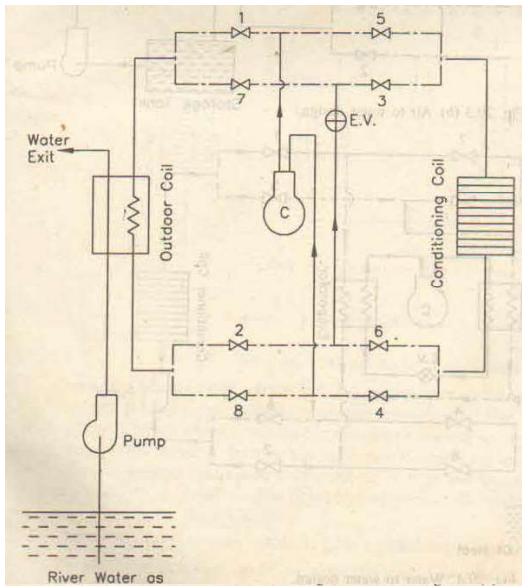 1
5
7
3
E.V.
Water
Exit
Outdoor Coil
C
Conditioning Coil
2
6
8
4
Pump
River Water as